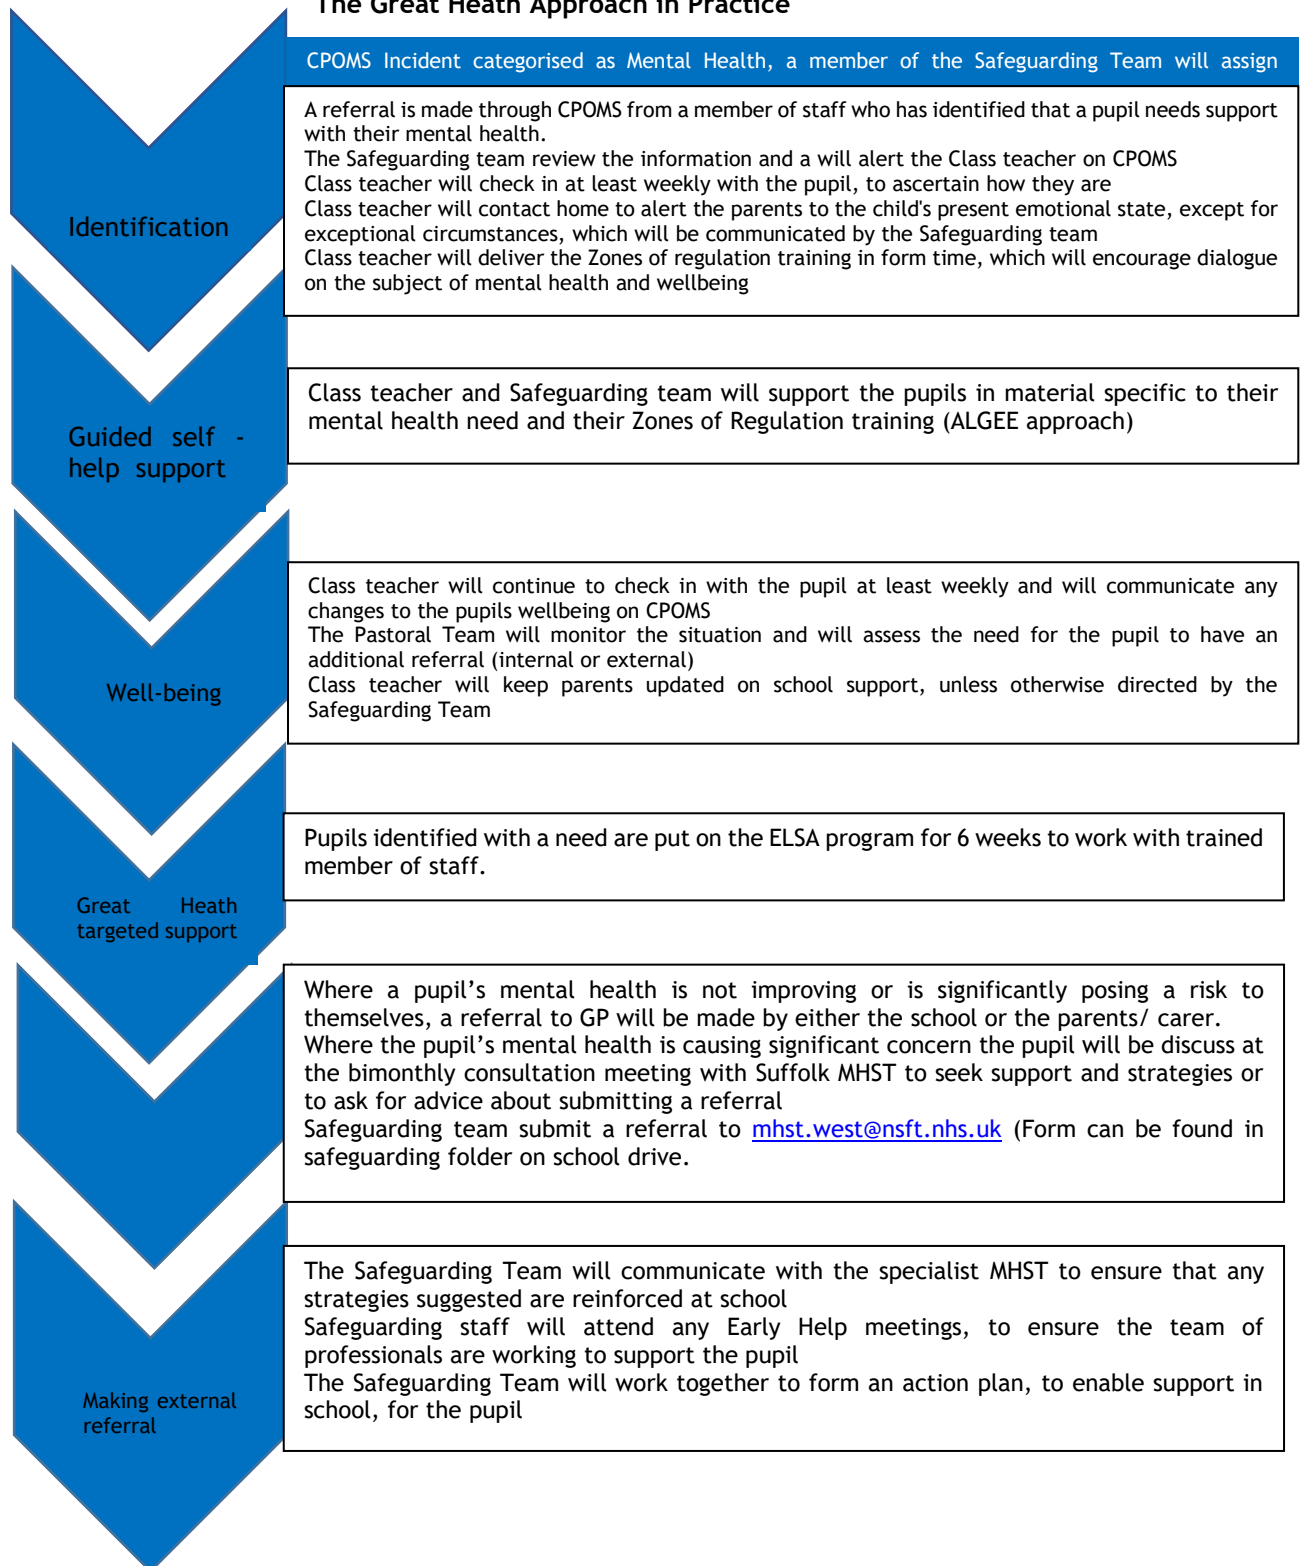 The Great Heath Approach in Practice
CPOMS Incident categorised as Mental Health, a member of the Safeguarding Team will assign
A referral is made through CPOMS from a member of staff who has identified that a pupil needs support
with their mental health.
The Safeguarding team review the information and a will alert the Class teacher on CPOMS
Class teacher will check in at least weekly with the pupil, to ascertain how they are
Class teacher will contact home to alert the parents to the child's present emotional state, except for
exceptional circumstances, which will be communicated by the Safeguarding team
Class teacher will deliver the Zones of regulation training in form time, which will encourage dialogue
on the subject of mental health and wellbeing
Identification
Class teacher and Safeguarding team will support the pupils in material specific to their
mental health need and their Zones of Regulation training (ALGEE approach)
Guided self -
help support
Class teacher will continue to check in with the pupil at least weekly and will communicate any
changes to the pupils wellbeing on CPOMS
The Pastoral Team will monitor the situation and will assess the need for the pupil to have an
additional referral (internal or external)
Class teacher will keep parents updated on school support, unless otherwise directed by the
Safeguarding Team
Well-being
Pupils identified with a need are put on the ELSA program for 6 weeks to work with trained
member of staff.
Great Heath
targeted support
Where a pupil’s mental health is not improving or is significantly posing a risk to
themselves, a referral to GP will be made by either the school or the parents/ carer.
Where the pupil’s mental health is causing significant concern the pupil will be discuss at
the bimonthly consultation meeting with Suffolk MHST to seek support and strategies or
to ask for advice about submitting a referral
Safeguarding team submit a referral to mhst.west@nsft.nhs.uk (Form can be found in
safeguarding folder on school drive.
The Safeguarding Team will communicate with the specialist MHST to ensure that any
strategies suggested are reinforced at school
Safeguarding staff will attend any Early Help meetings, to ensure the team of
professionals are working to support the pupil
The Safeguarding Team will work together to form an action plan, to enable support in
school, for the pupil
Making external
referral